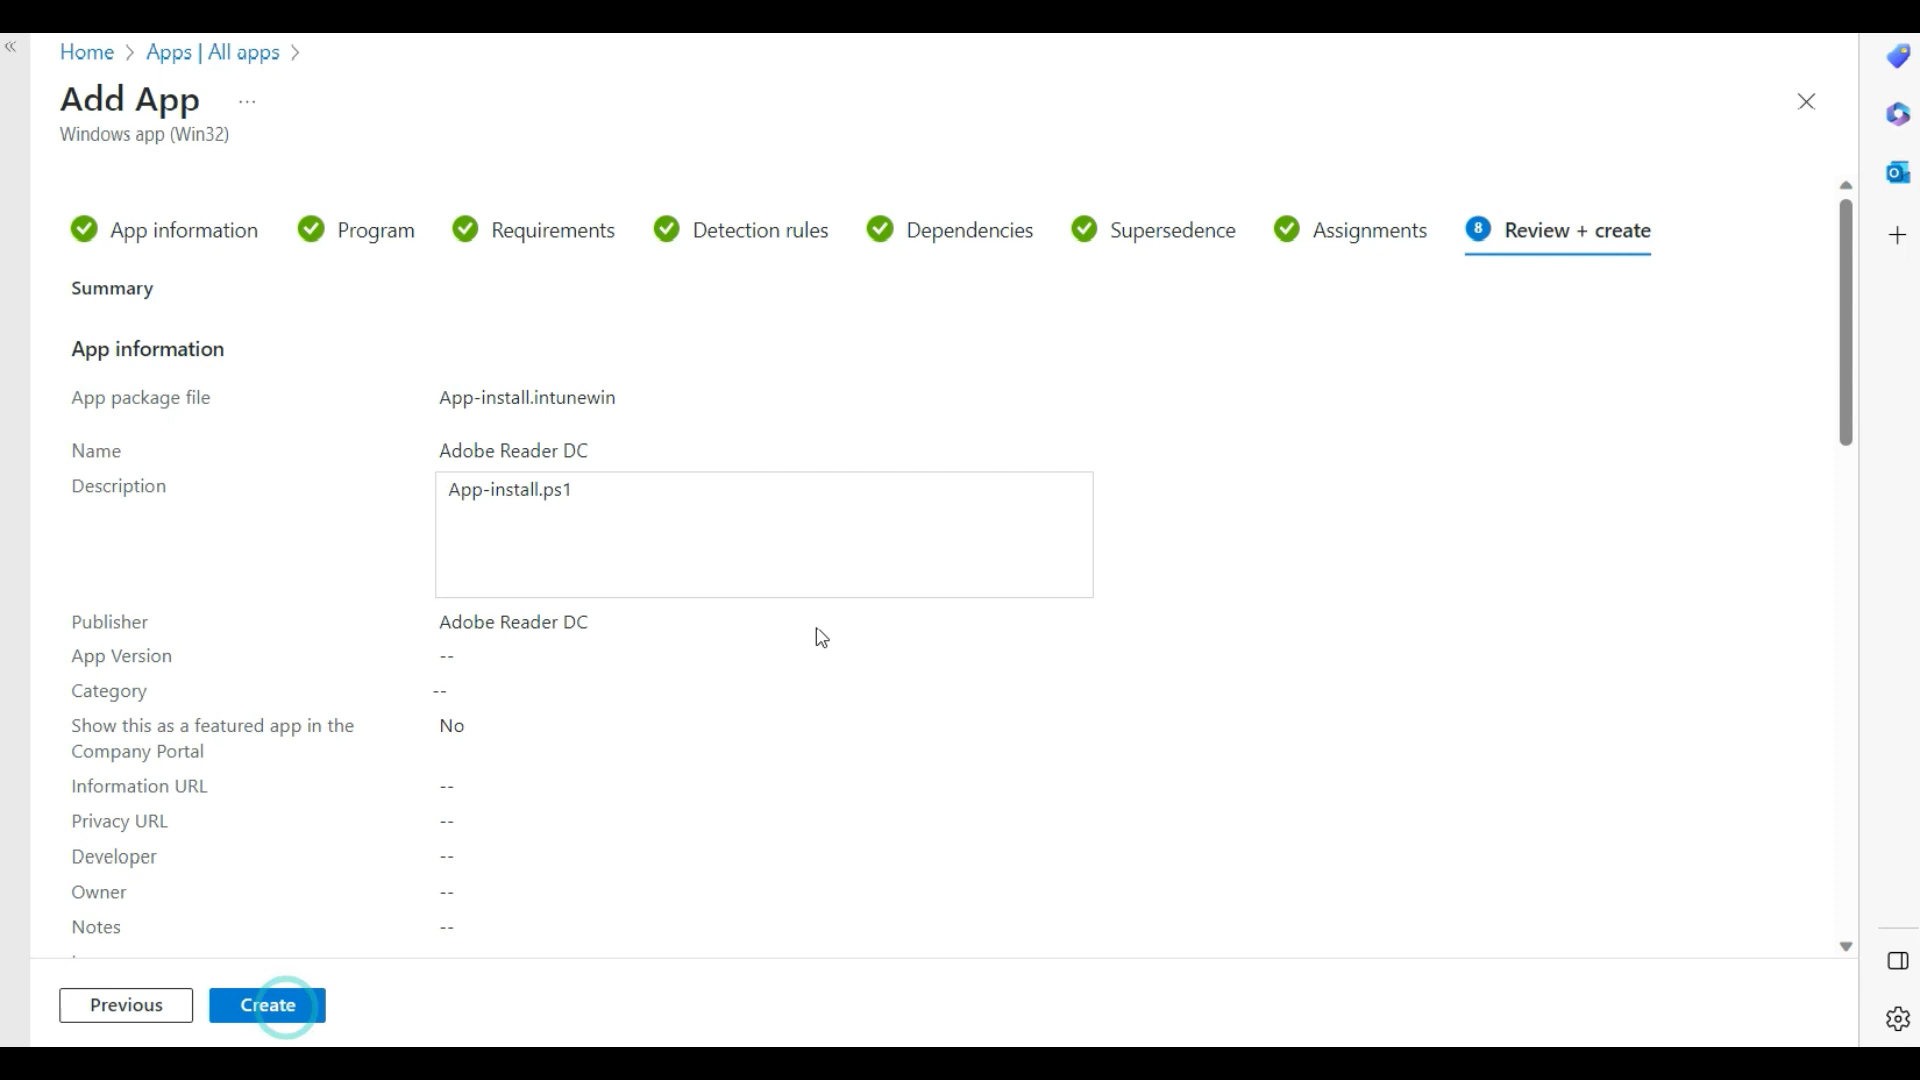 Home > Apps | All apps >
Add App ...
Windows app (Win32)
App information Program Requirements Detection rules Dependencies Supersedence Assignments 8 Review + create
Summary
App information
App package file App-install.intunewin
Name Adobe Reader DC
Description App-install.ps1
Publisher Adobe Reader DC
App Version --
Category --
Show this as a featured app in the No
Company Portal
Information URL --
Privacy URL --
Developer --
Owner --
Notes --
Previous Create